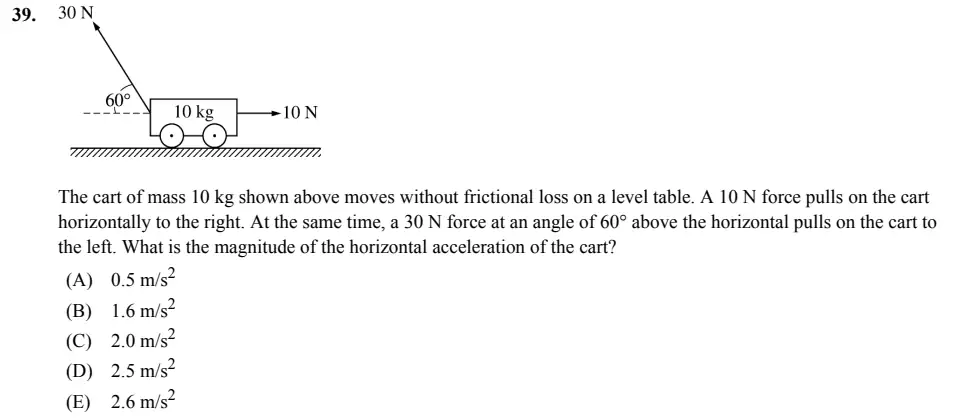 39.
30 N
60°
10 kg
10 N
The cart of mass 10 kg shown above moves without frictional loss on a level table. A 10 N force pulls on the cart
horizontally to the right. At the same time, a 30 N force at an angle of 60° above the horizontal pulls on the cart to
the left. What is the magnitude of the horizontal acceleration of the cart?
(A) 0.5 m/s²
(B) 1.6 m/s²
(C) 2.0 m/s²
(D) 2.5 m/s²
(E) 2.6 m/s²